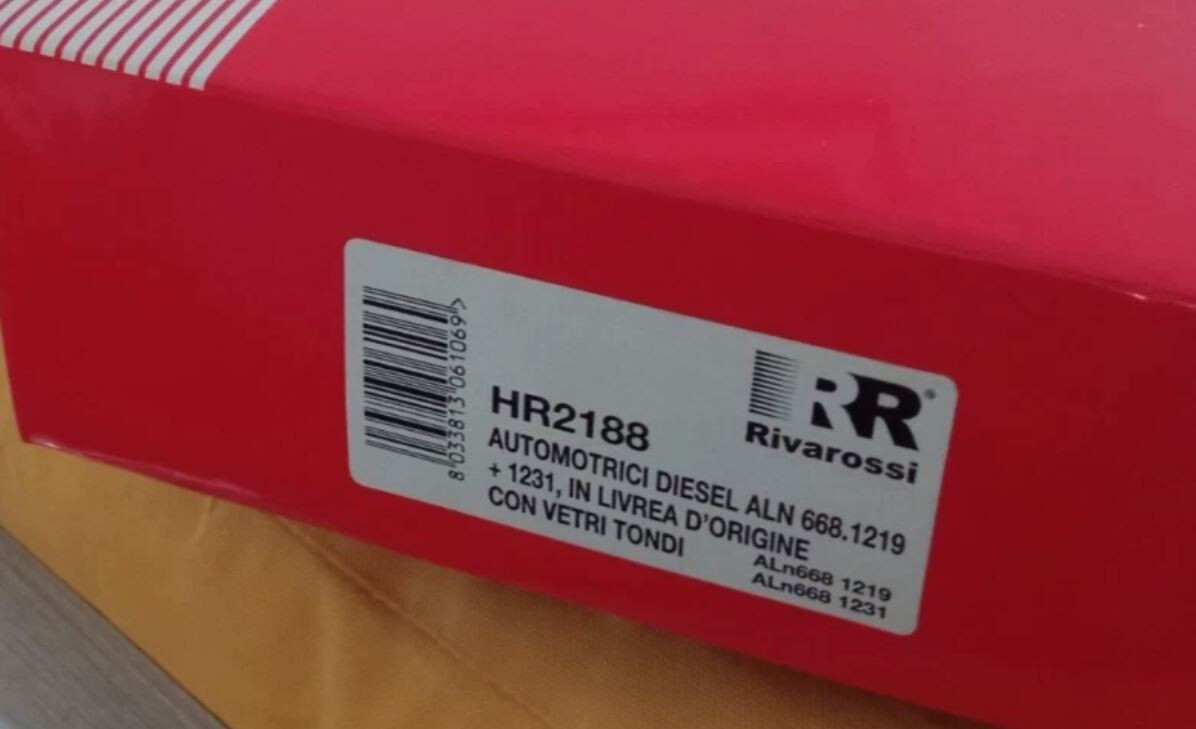 8 033813 061069 >
RR®
Rivarossi
HR2188
AUTOMOTRICI DIESEL ALN 668.1219
+ 1231, IN LIVREA D'ORIGINE
CON VETRI TONDI
ALn668 1219
ALn668 1231